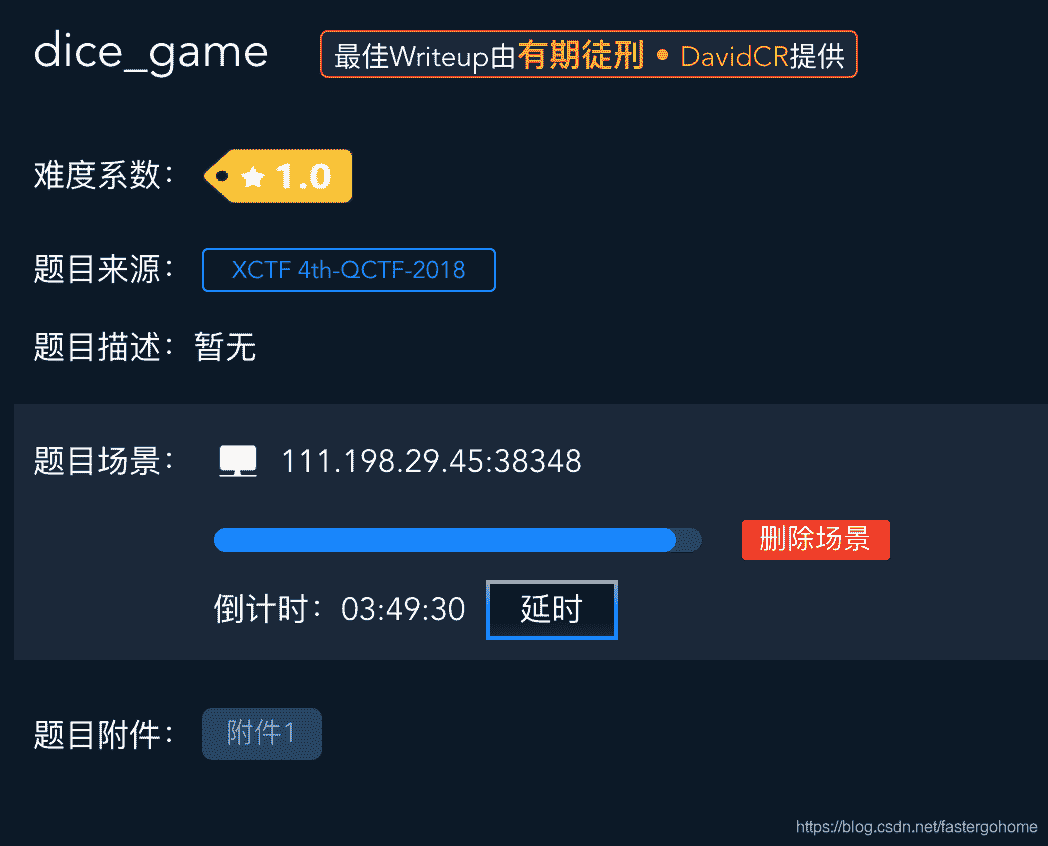 dice_game 最佳Writeup由有期徒刑 • DavidCR提供
难度系数： 1.0
题目来源： XCTF 4th-QCTF-2018
题目描述：暂无
题目场景： 111.198.29.45:38348
删除场景
倒计时：03:49:30 延时
题目附件： 附件1
https://blog.csdn.net/fastergohome